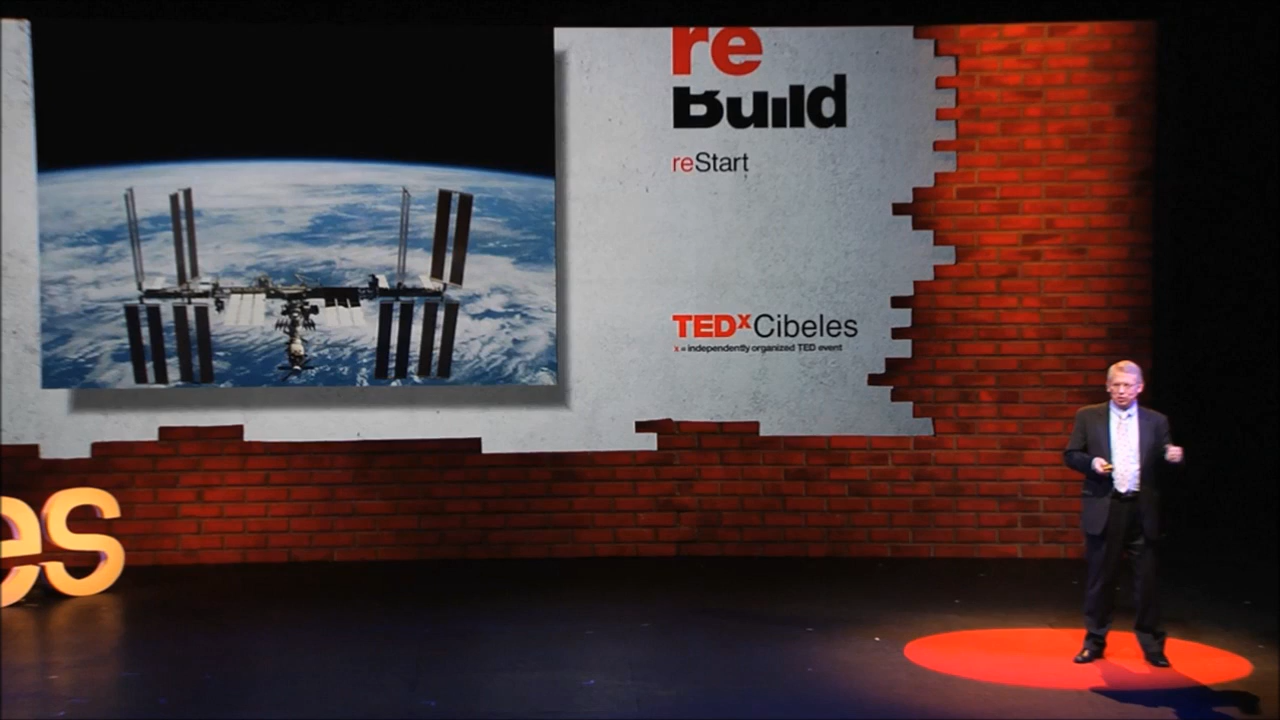 re
Build
reStart
TEDxCibeles
x = independently organized TED event
es